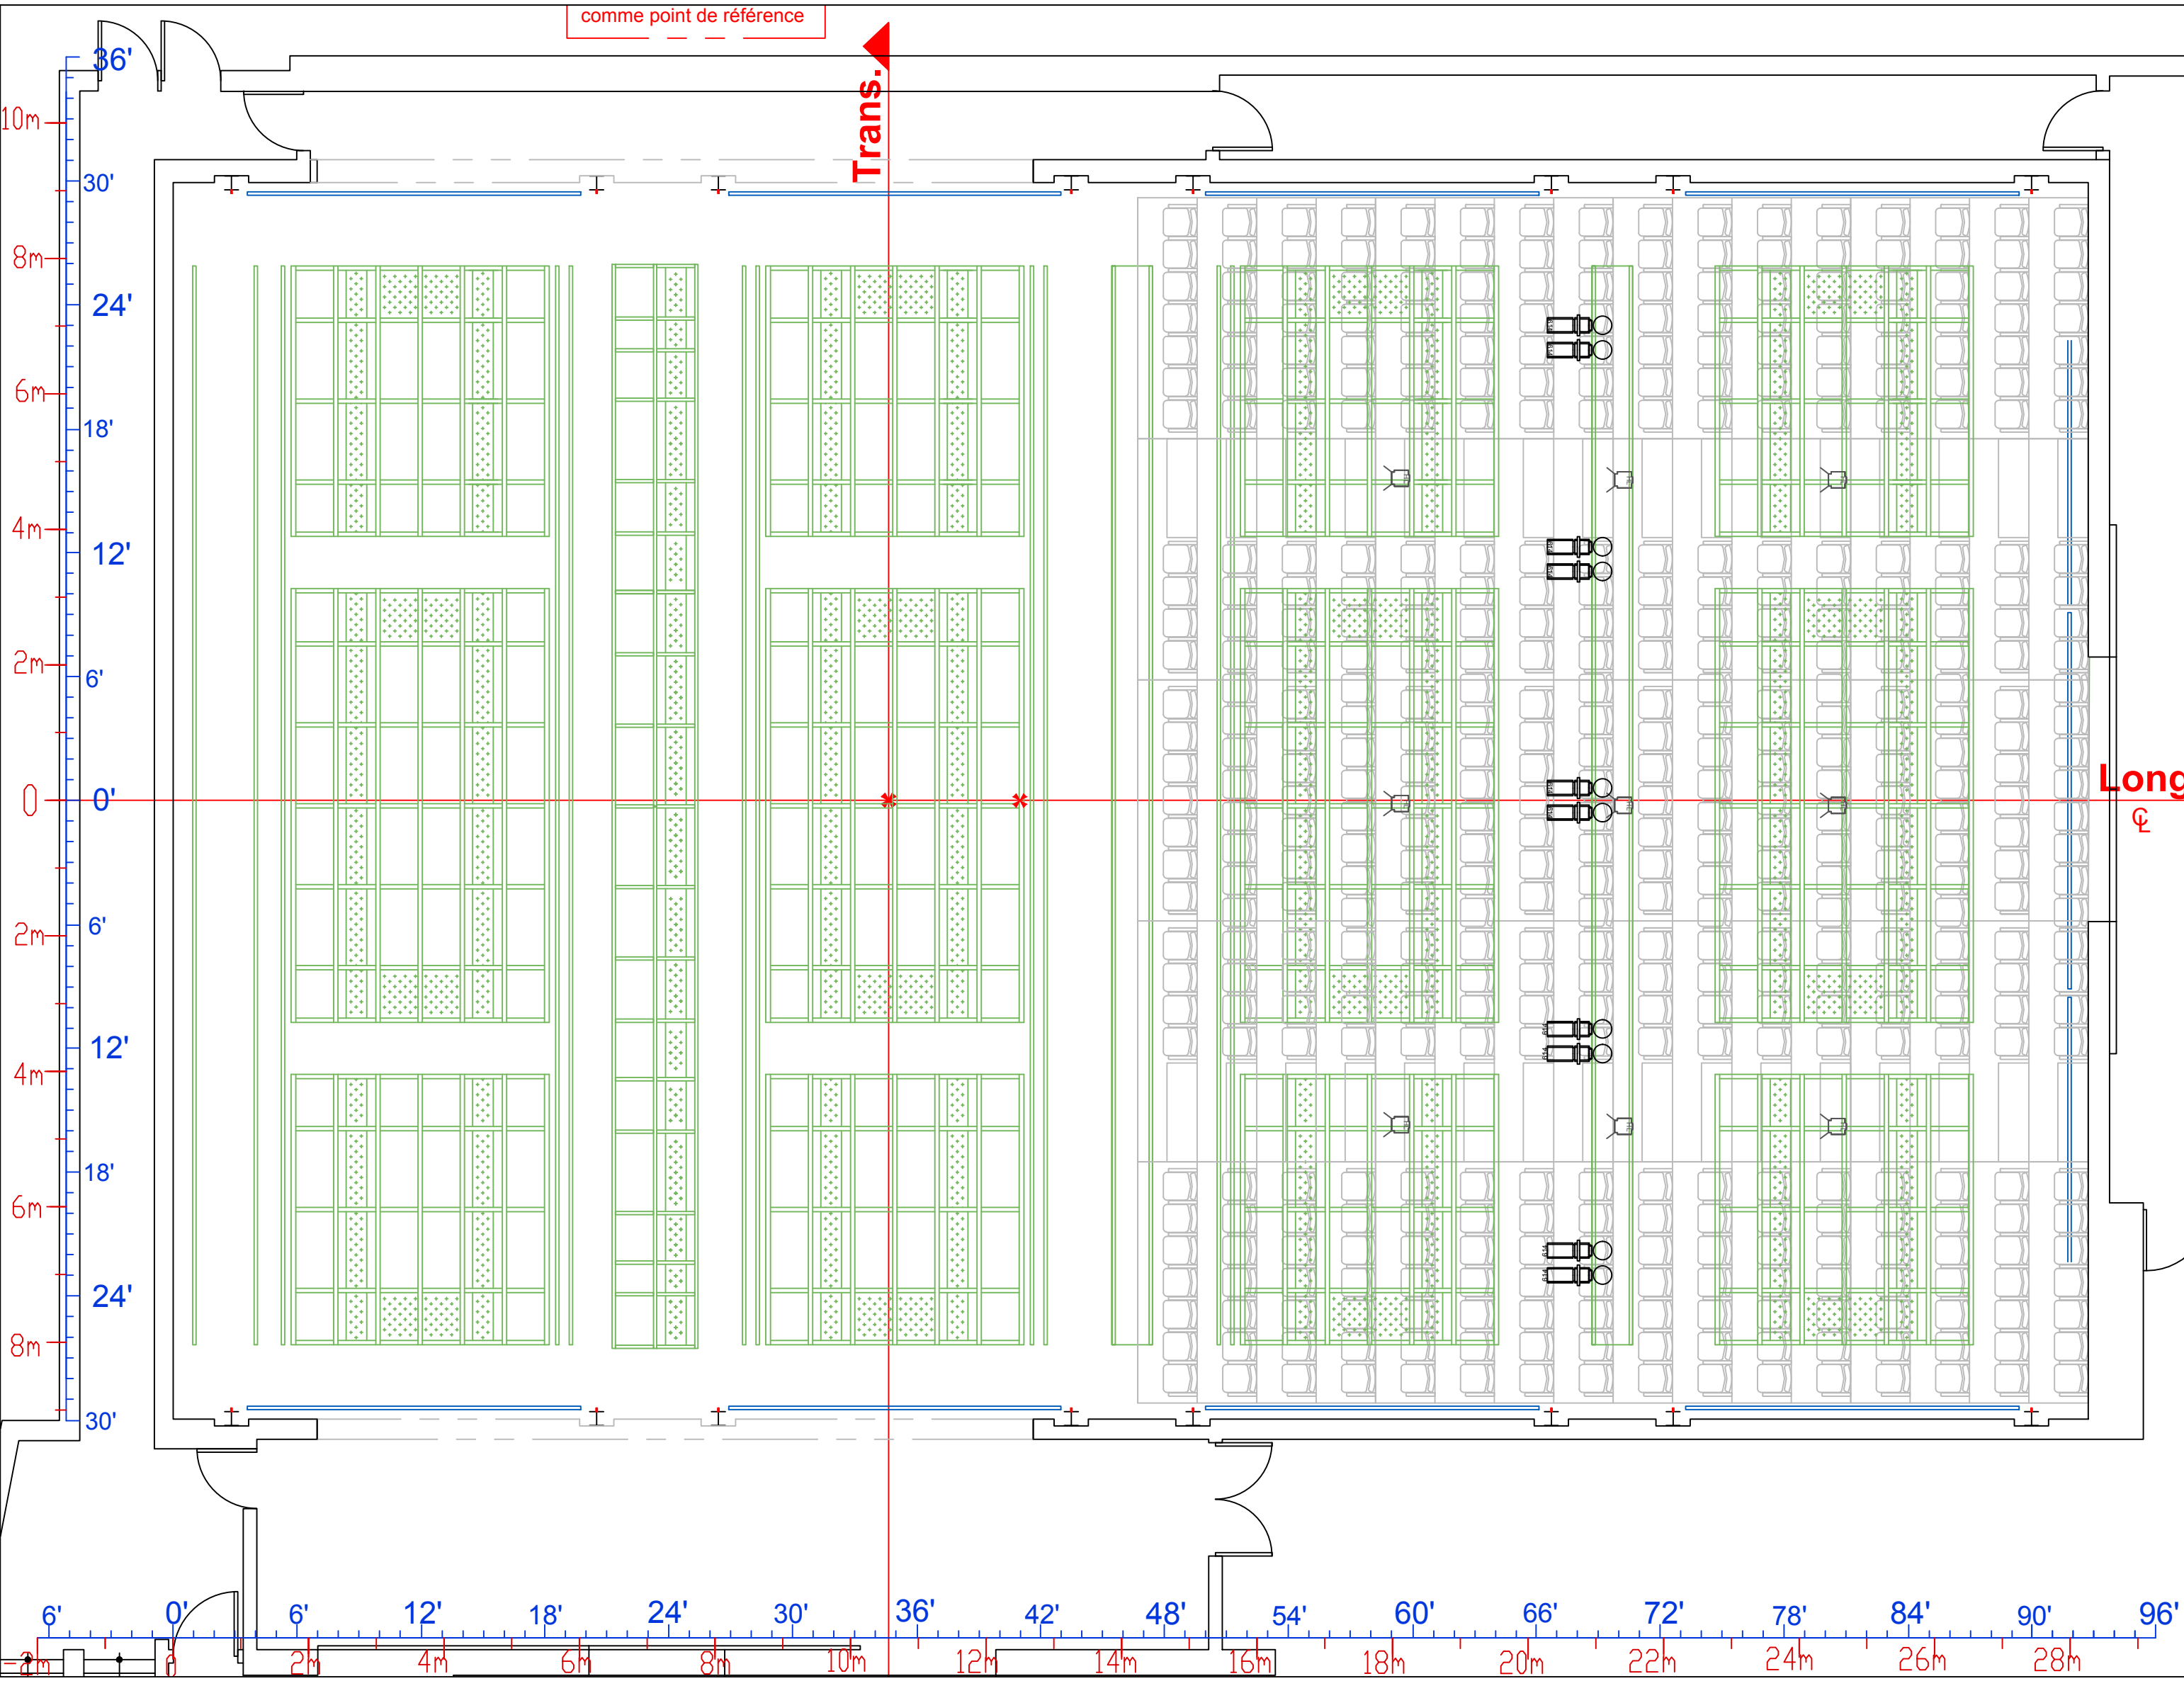 comme point de référence
Trans.
36'
10m
30'
8m
24'
6m
18'
4m
12'
2m
6'
0
0'
Long
℄
2m
6'
4m
12'
18'
6m
24'
8m
30'
6'
0'
6'
12'
18'
24'
30'
36'
42'
48'
54'
60'
66'
72'
78'
84'
90'
96'
-2m
0
2m
4m
6m
8m
10m
12m
14m
16m
18m
20m
22m
24m
26m
28m